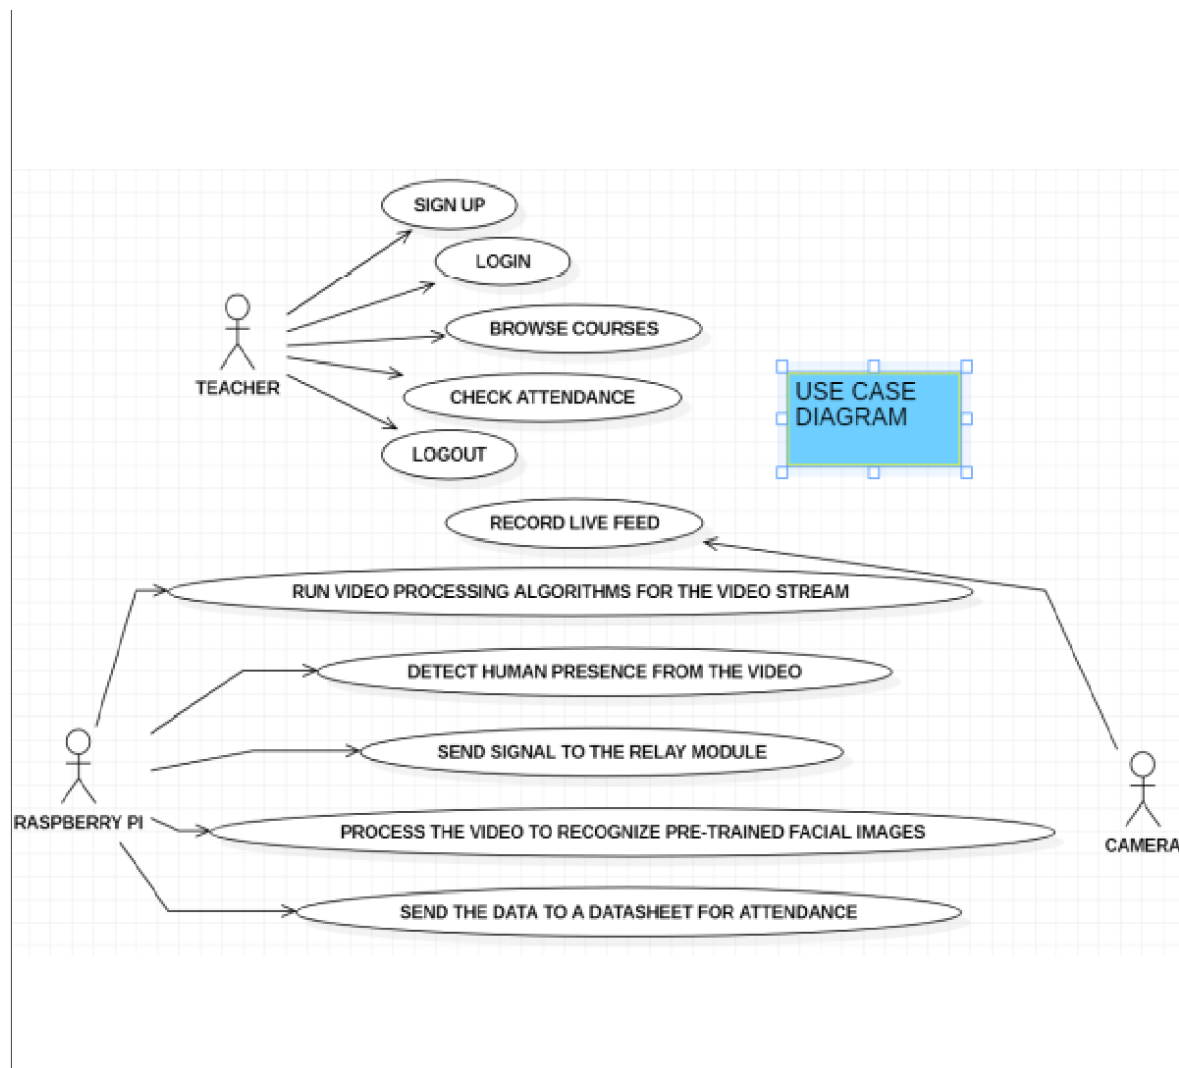 SIGN UP
LOGIN
BROWSE COURSES
TEACHER
CHECK ATTENDANCE
USE CASE
DIAGRAM
LOGOUT
RECORD LIVE FEED
RUN VIDEO PROCESSING ALGORITHMS FOR THE VIDEO STREAM
DETECT HUMAN PRESENCE FROM THE VIDEO
SEND SIGNAL TO THE RELAY MODULE
RASPBERRY PI
PROCESS THE VIDEO TO RECOGNIZE PRE-TRAINED FACIAL IMAGES
CAMERA
SEND THE DATA TO A DATASHEET FOR ATTENDANCE